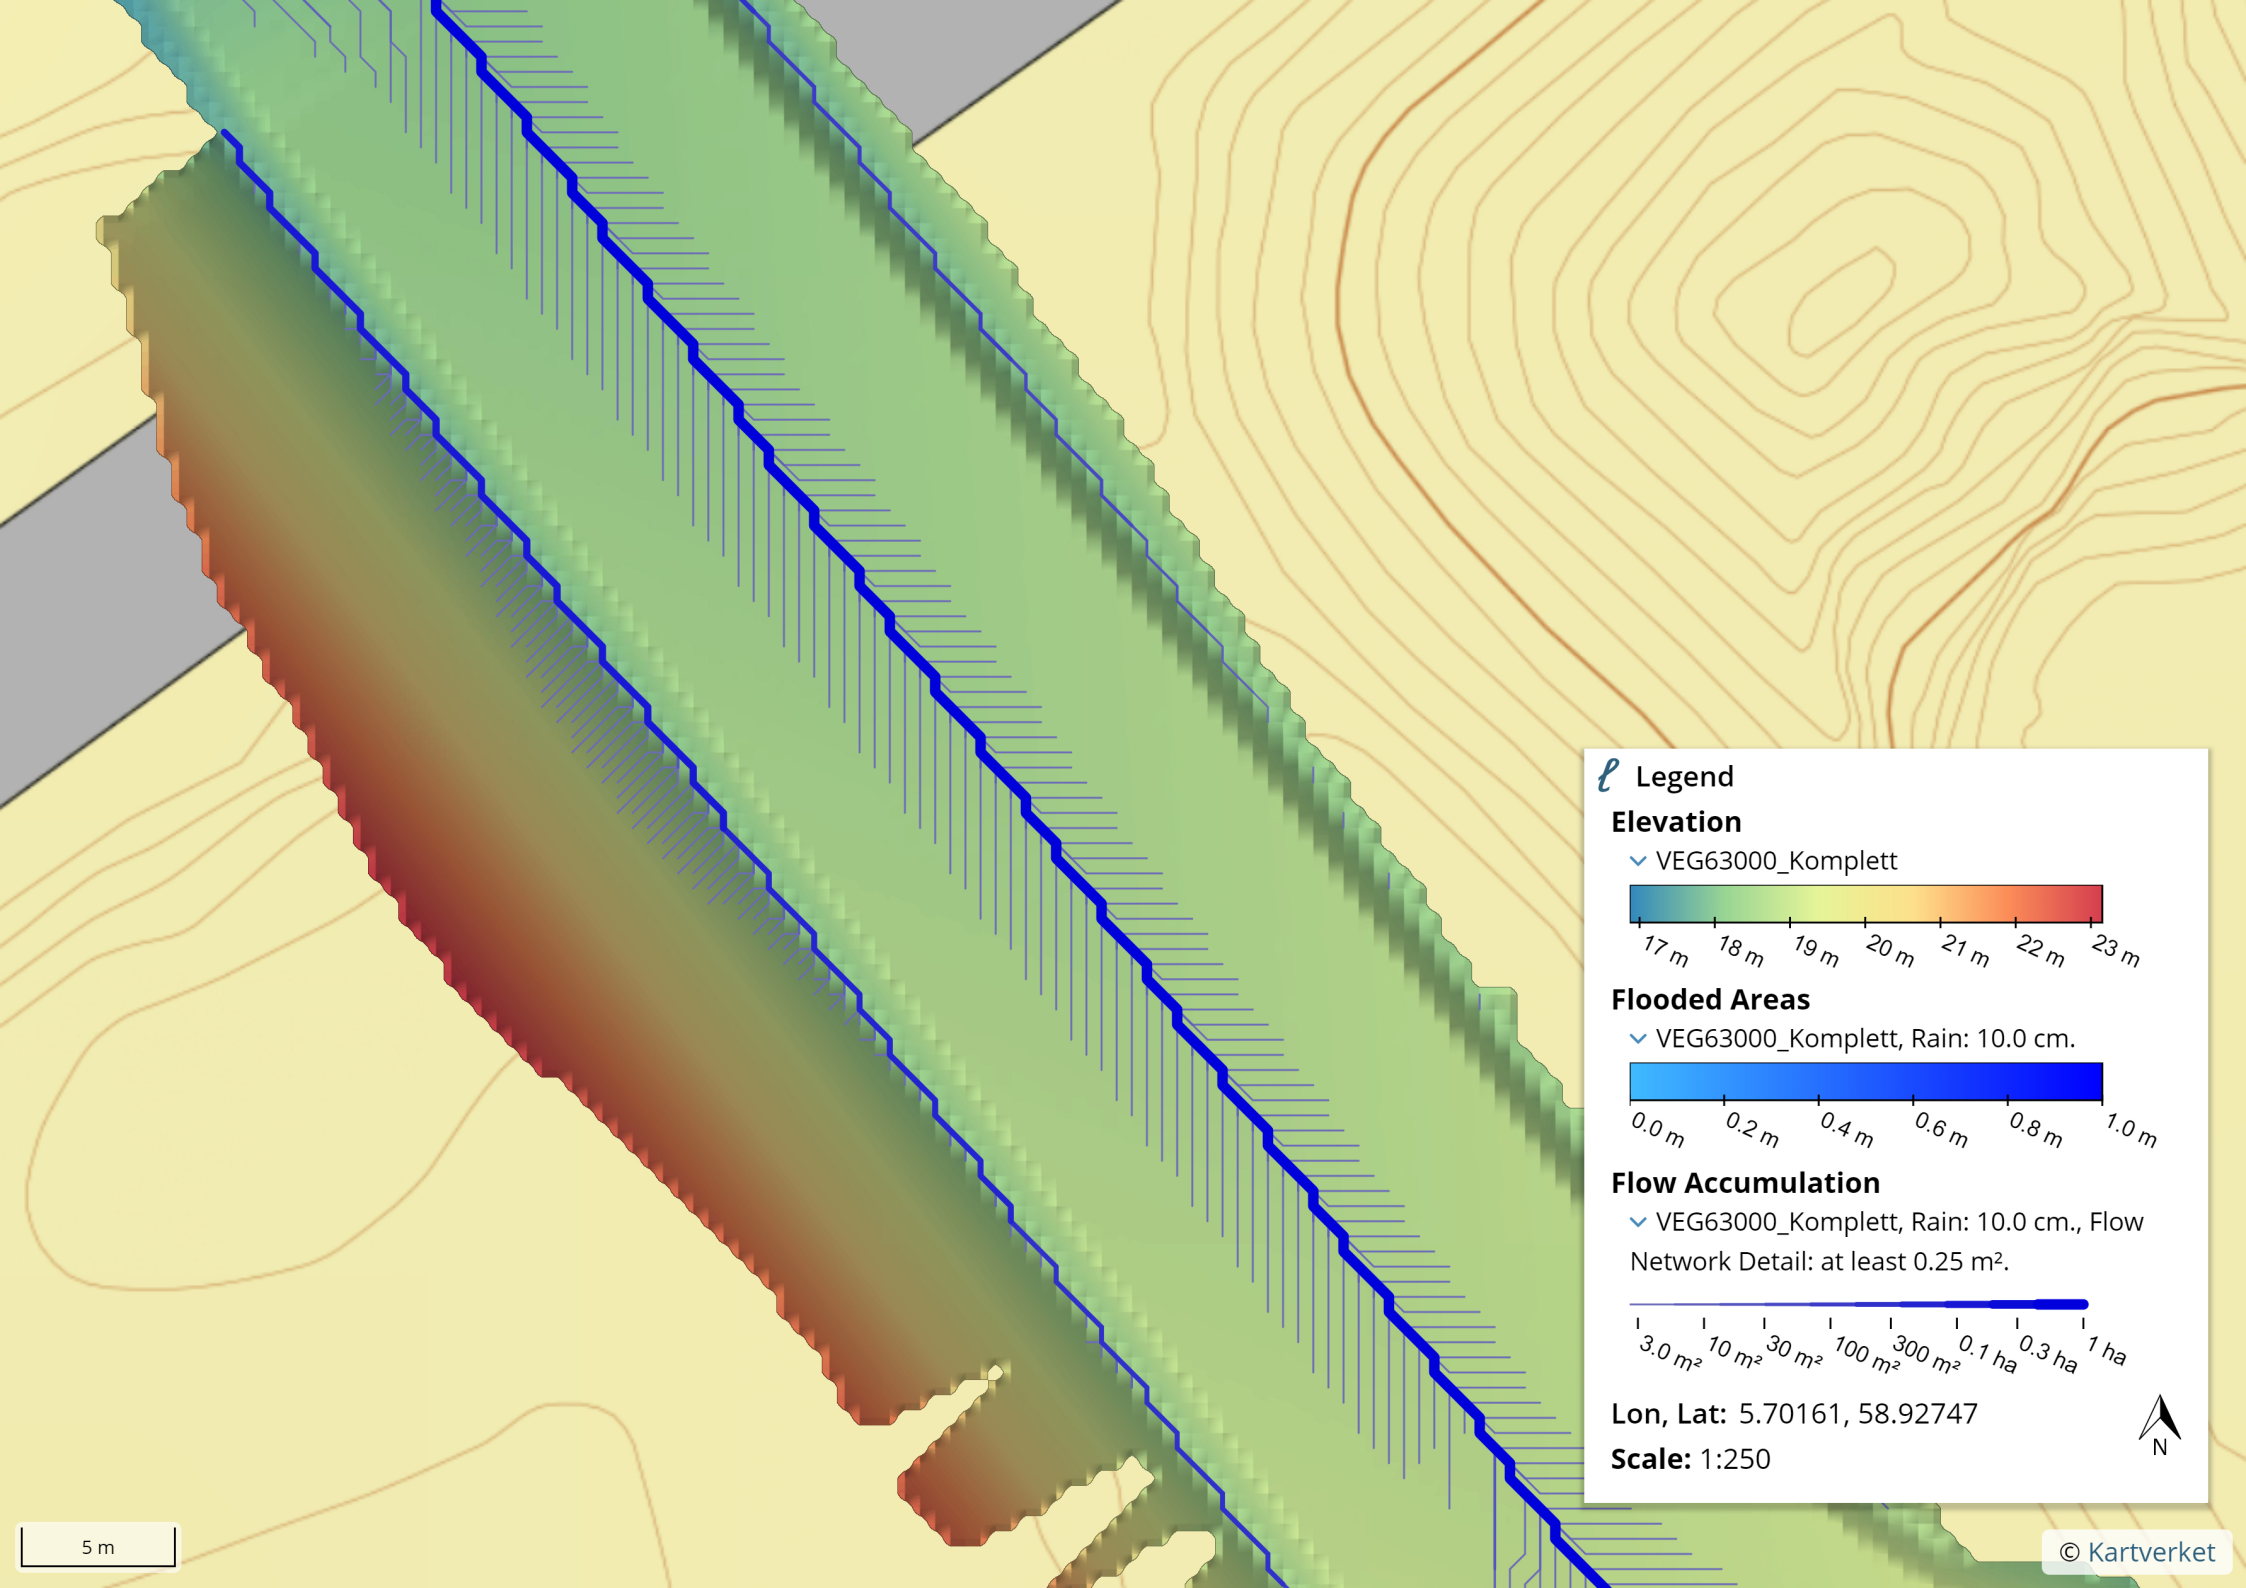 Legend
Elevation
VEG63000_Komplett
17 m 18 m 19 m 20 m 21 m 22 m 23 m
Flooded Areas
VEG63000_Komplett, Rain: 10.0 cm.
0.0 m 0.2 m 0.4 m 0.6 m 0.8 m 1.0 m
Flow Accumulation
VEG63000_Komplett, Rain: 10.0 cm., Flow
Network Detail: at least 0.25 m².
3.0 m² 10 m² 30 m² 100 m² 300 m² 0.1 ha 0.3 ha 1 ha
Lon, Lat: 5.70161, 58.92747
Scale: 1:250
N
5 m
© Kartverket